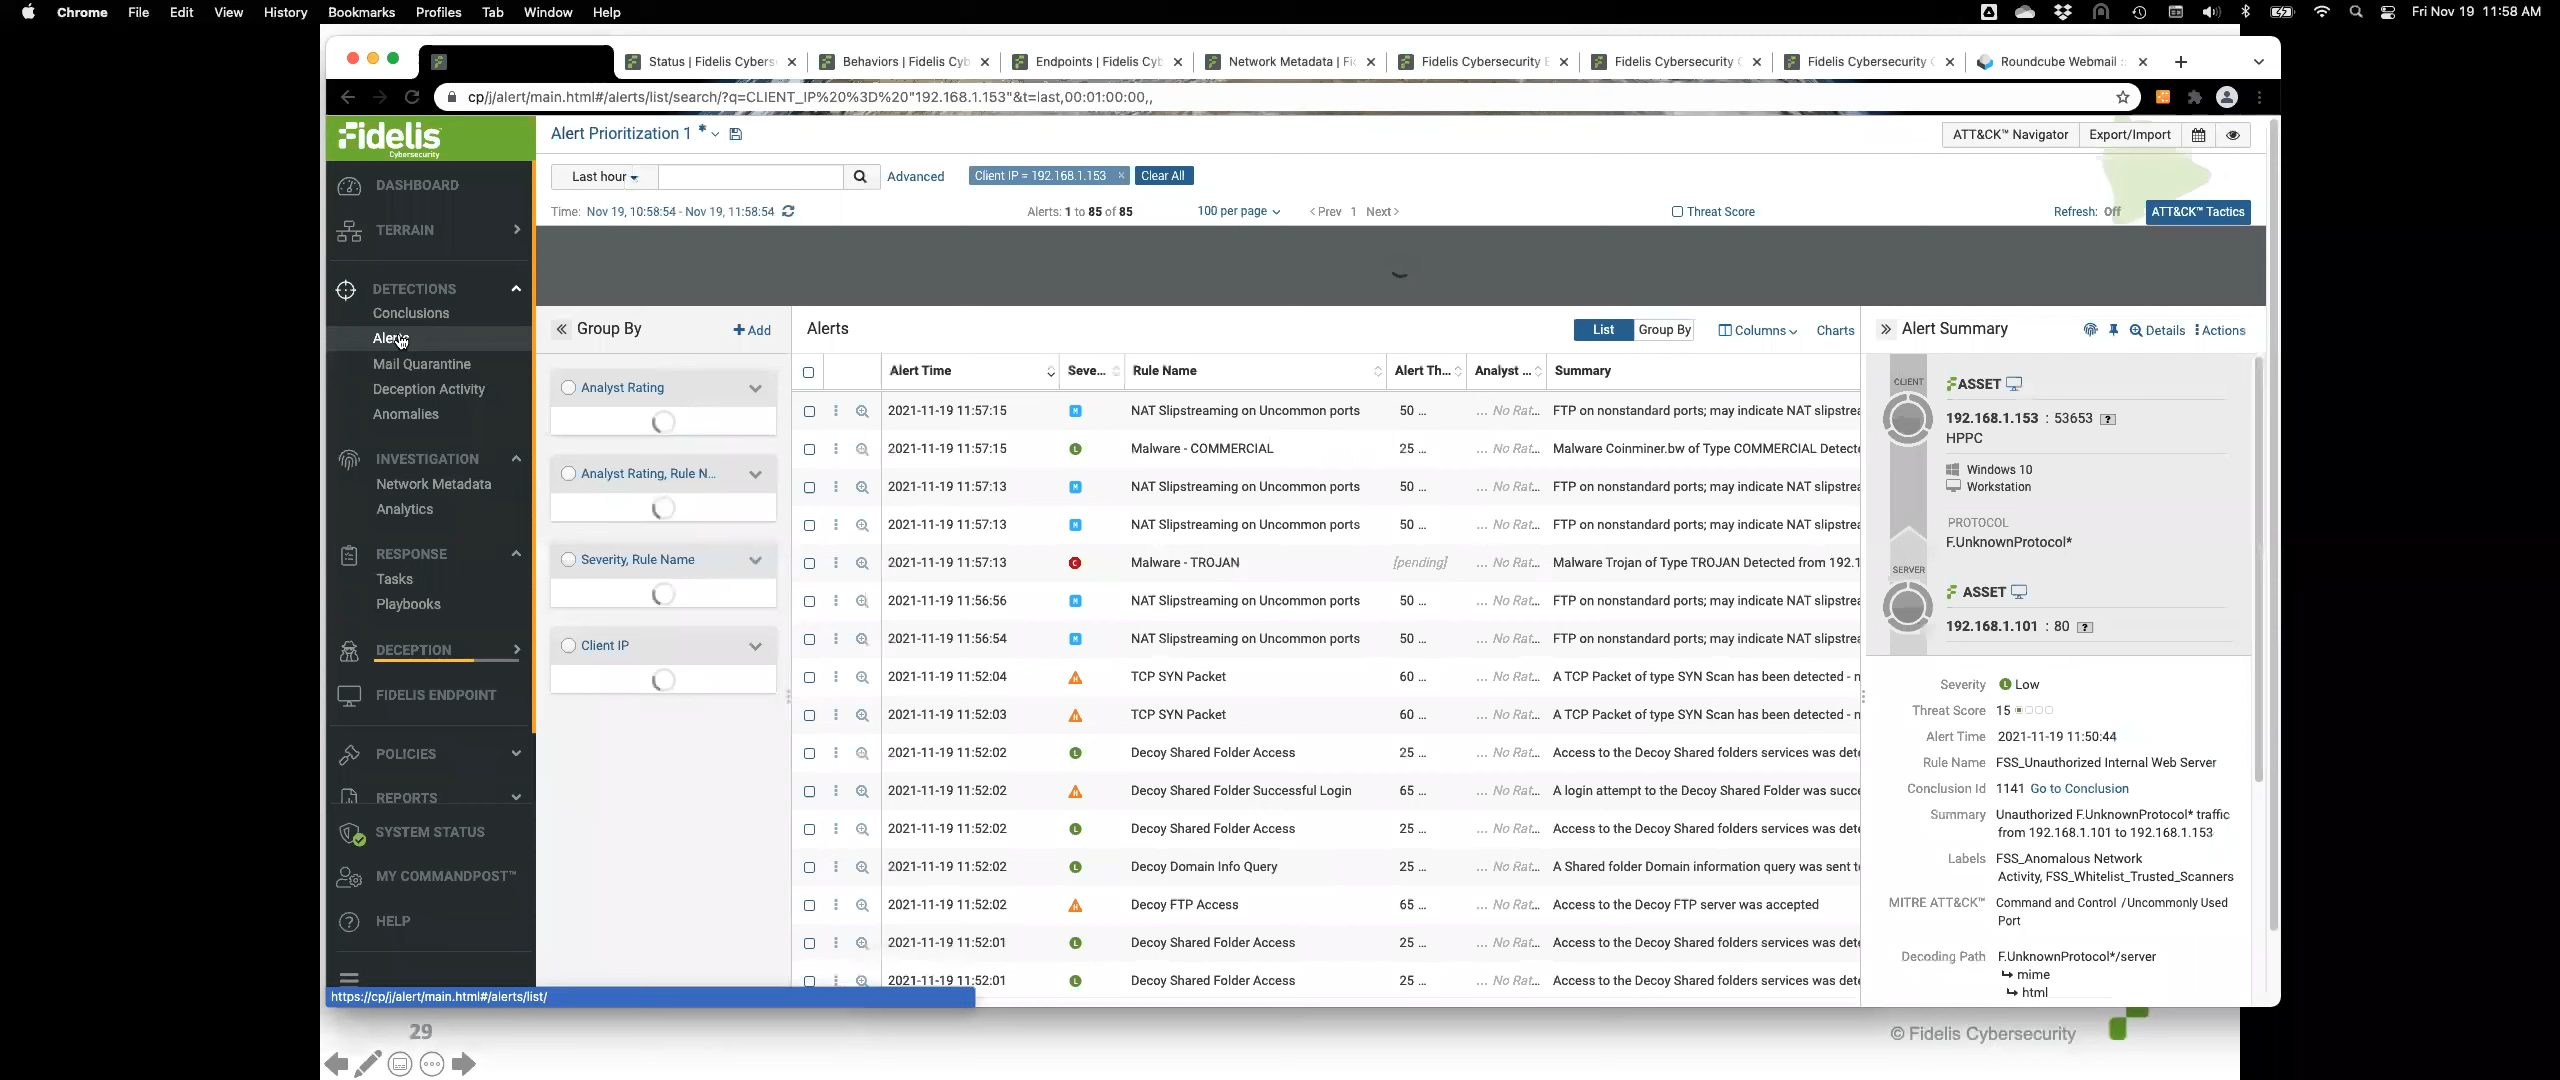 Chrome File Edit View History Bookmarks Profiles Tab Window Help Fri Nov 19 11:58 AM
Status | Fidelis Cybers Behaviors | Fidelis Cyb Endpoints | Fidelis Cyb Network Metadata | Fi Fidelis Cybersecurity E Fidelis Cybersecurity Fidelis Cybersecurity Roundcube Webmail
cp/j/alert/main.html#/alerts/list/search/?q=CLIENT_IP%20%3D%20"192.168.1.153"&t=last,00:01:00:00,,
Fidelis
Cybersecurity
Alert Prioritization 1 *
ATT&CK™ Navigator Export/Import
Last hour Advanced Client IP = 192.168.1.153 × Clear All
Time: Nov 19, 10:58:54 - Nov 19, 11:58:54 Alerts: 1 to 85 of 85 100 per page < Prev 1 Next > Threat Score Refresh: Off ATT&CK™ Tactics
DASHBOARD
TERRAIN
DETECTIONS
Conclusions
Alerts
Mail Quarantine
Deception Activity
Anomalies
INVESTIGATION
Network Metadata
Analytics
RESPONSE
Tasks
Playbooks
DECEPTION
FIDELIS ENDPOINT
POLICIES
REPORTS
SYSTEM STATUS
MY COMMANDPOST™
HELP
https://cp/j/alert/main.html#/alerts/list/
Group By +Add
Analyst Rating
Analyst Rating, Rule N...
Severity, Rule Name
Client IP
Alerts List Group By Columns Charts
Alert Time Seve... Rule Name Alert Th... Analyst ... Summary
2021-11-19 11:57:15 M NAT Slipstreaming on Uncommon ports 50 ... ... No Rat... FTP on nonstandard ports; may indicate NAT slipstrea
2021-11-19 11:57:15 L Malware - COMMERCIAL 25 ... ... No Rat... Malware Coinminer.bw of Type COMMERCIAL Detecte
2021-11-19 11:57:13 M NAT Slipstreaming on Uncommon ports 50 ... ... No Rat... FTP on nonstandard ports; may indicate NAT slipstrea
2021-11-19 11:57:13 M NAT Slipstreaming on Uncommon ports 50 ... ... No Rat... FTP on nonstandard ports; may indicate NAT slipstrea
2021-11-19 11:57:13 C Malware - TROJAN [pending] ... No Rat... Malware Trojan of Type TROJAN Detected from 192.1
2021-11-19 11:56:56 M NAT Slipstreaming on Uncommon ports 50 ... ... No Rat... FTP on nonstandard ports; may indicate NAT slipstrea
2021-11-19 11:56:54 M NAT Slipstreaming on Uncommon ports 50 ... ... No Rat... FTP on nonstandard ports; may indicate NAT slipstrea
2021-11-19 11:52:04 H TCP SYN Packet 60 ... ... No Rat... A TCP Packet of type SYN Scan has been detected - n
2021-11-19 11:52:03 H TCP SYN Packet 60 ... ... No Rat... A TCP Packet of type SYN Scan has been detected - n
2021-11-19 11:52:02 L Decoy Shared Folder Access 25 ... ... No Rat... Access to the Decoy Shared folders services was dete
2021-11-19 11:52:02 H Decoy Shared Folder Successful Login 65 ... ... No Rat... A login attempt to the Decoy Shared Folder was succe
2021-11-19 11:52:02 L Decoy Shared Folder Access 25 ... ... No Rat... Access to the Decoy Shared folders services was dete
2021-11-19 11:52:02 L Decoy Domain Info Query 25 ... ... No Rat... A Shared folder Domain information query was sent t
2021-11-19 11:52:02 H Decoy FTP Access 65 ... ... No Rat... Access to the Decoy FTP server was accepted
2021-11-19 11:52:01 L Decoy Shared Folder Access 25 ... ... No Rat... Access to the Decoy Shared folders services was dete
2021-11-19 11:52:01 L Decoy Shared Folder Access 25 ... ... No Rat... Access to the Decoy Shared folders services was dete
Alert Summary Details Actions
CLIENT
ASSET
192.168.1.153 : 53653 ?
HPPC
Windows 10
Workstation
PROTOCOL
F.UnknownProtocol*
SERVER
ASSET
192.168.1.101 : 80 ?
Severity L Low
Threat Score 15
Alert Time 2021-11-19 11:50:44
Rule Name FSS_Unauthorized Internal Web Server
Conclusion Id 1141 Go to Conclusion
Summary Unauthorized F.UnknownProtocol* traffic
from 192.168.1.101 to 192.168.1.153
Labels FSS_Anomalous Network
Activity, FSS_Whitelist_Trusted_Scanners
MITRE ATT&CK™ Command and Control /Uncommonly Used
Port
Decoding Path F.UnknownProtocol*/server
↳ mime
↳ html
29
© Fidelis Cybersecurity